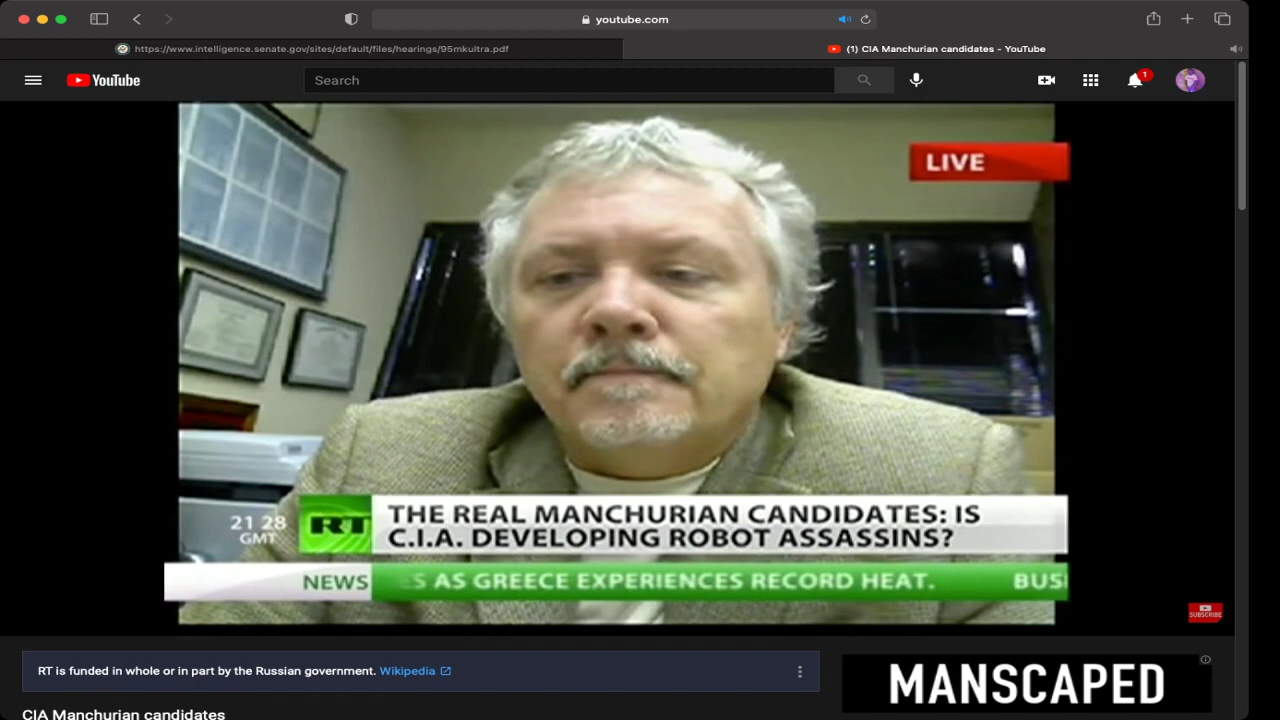 youtube.com
https://www.intelligence.senate.gov/sites/default/files/hearings/95mkultra.pdf
(1) CIA Manchurian candidates - YouTube
YouTube
Search
1
LIVE
21 28
GMT
RT
THE REAL MANCHURIAN CANDIDATES: IS
C.I.A. DEVELOPING ROBOT ASSASSINS?
NEWS
ES AS GREECE EXPERIENCES RECORD HEAT.
BUSI
SUBSCRIBE
RT is funded in whole or in part by the Russian government. Wikipedia
MANSCAPED
CIA Manchurian candidates